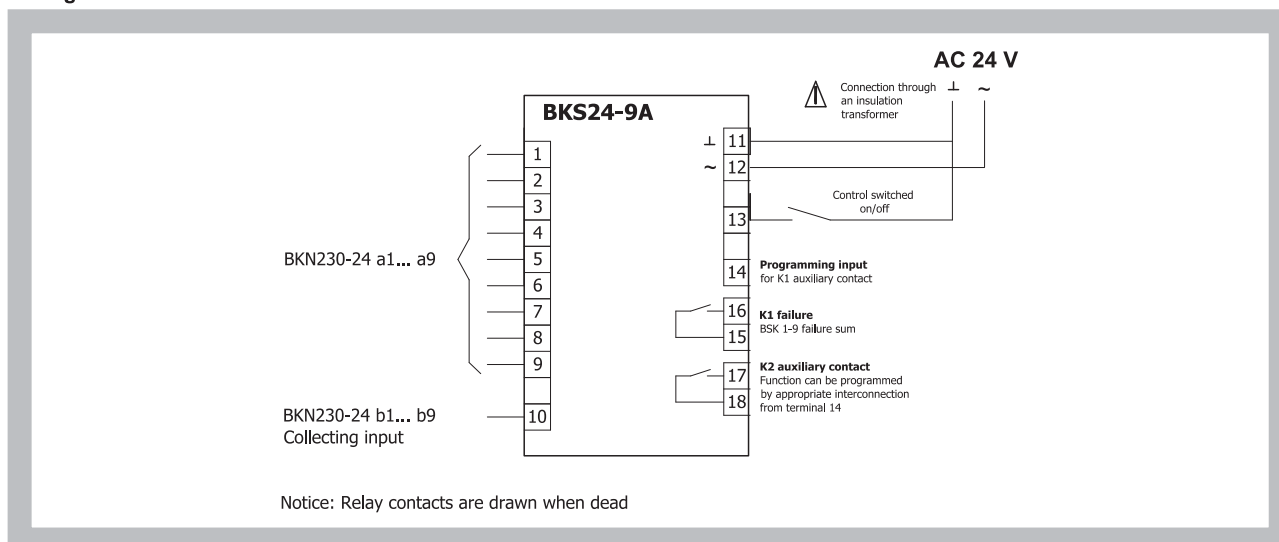 AC 24 V
⊥ ~
Connection through
an insulation
transformer
BKS24-9A
1
2
3
4
5
6
7
8
9
10
BKN230-24 a1... a9
BKN230-24 b1... b9
Collecting input
⊥ 11
~ 12
13
Control switched
on/off
14
Programming input
for K1 auxiliary contact
16
15
K1 failure
BSK 1-9 failure sum
17
18
K2 auxiliary contact
Function can be programmed
by appropriate interconnection
from terminal 14
Notice: Relay contacts are drawn when dead